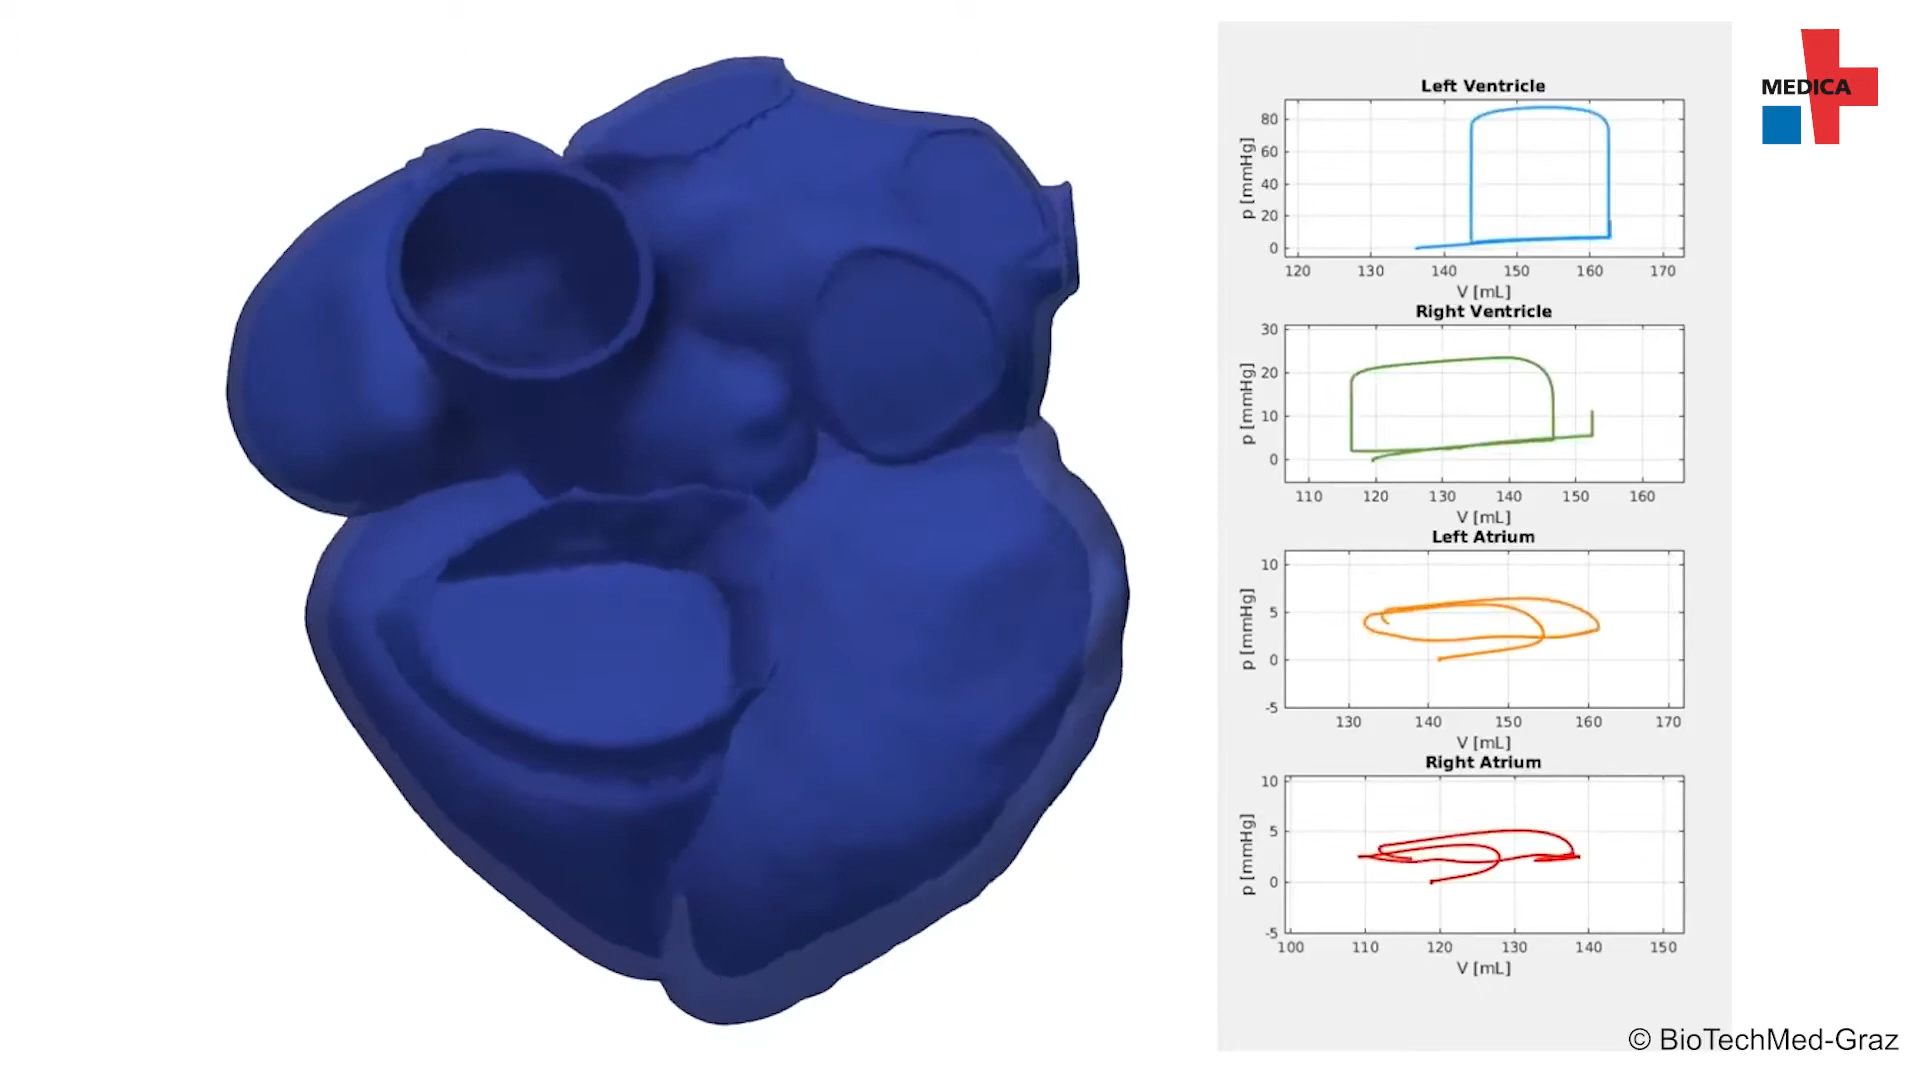 MEDICA
Left Ventricle
80
60
40
20
0
p [mmHg]
120 130 140 150 160 170
V [mL]
Right Ventricle
30
20
10
0
p [mmHg]
110 120 130 140 150 160
V [mL]
Left Atrium
10
5
0
-5
p [mmHg]
130 140 150 160 170
V [mL]
Right Atrium
10
5
0
-5
p [mmHg]
100 110 120 130 140 150
V [mL]
© BioTechMed-Graz